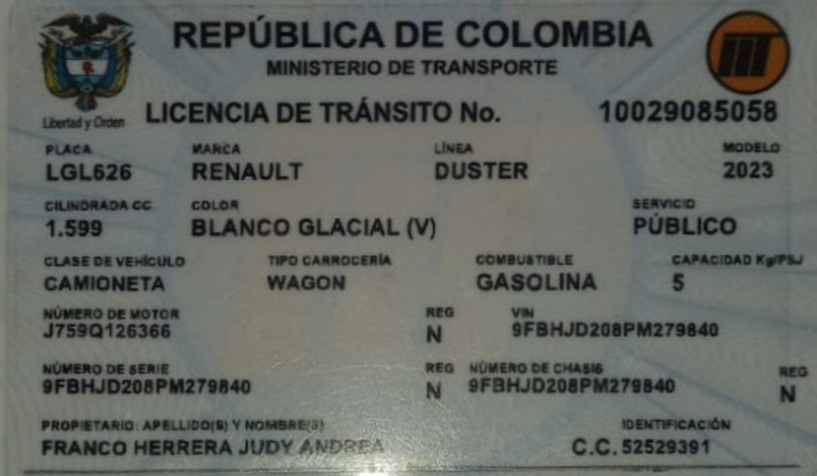 REPÚBLICA DE COLOMBIA
MINISTERIO DE TRANSPORTE
Libertad y Orden
LICENCIA DE TRÁNSITO No. 10029085058
PLACA MARCA LÍNEA MODELO
LGL626 RENAULT DUSTER 2023
CILINDRADA CC COLOR SERVICIO
1.599 BLANCO GLACIAL (V) PÚBLICO
CLASE DE VEHÍCULO TIPO CARROCERÍA COMBUSTIBLE CAPACIDAD Kg/PSJ
CAMIONETA WAGON GASOLINA 5
NÚMERO DE MOTOR REG VIN
J759Q126366 N 9FBHJD208PM279840
NÚMERO DE SERIE REG NÚMERO DE CHASIS REG
9FBHJD208PM279840 N 9FBHJD208PM279840 N
PROPIETARIO: APELLIDO(S) Y NOMBRE(S) IDENTIFICACIÓN
FRANCO HERRERA JUDY ANDREA C.C. 52529391